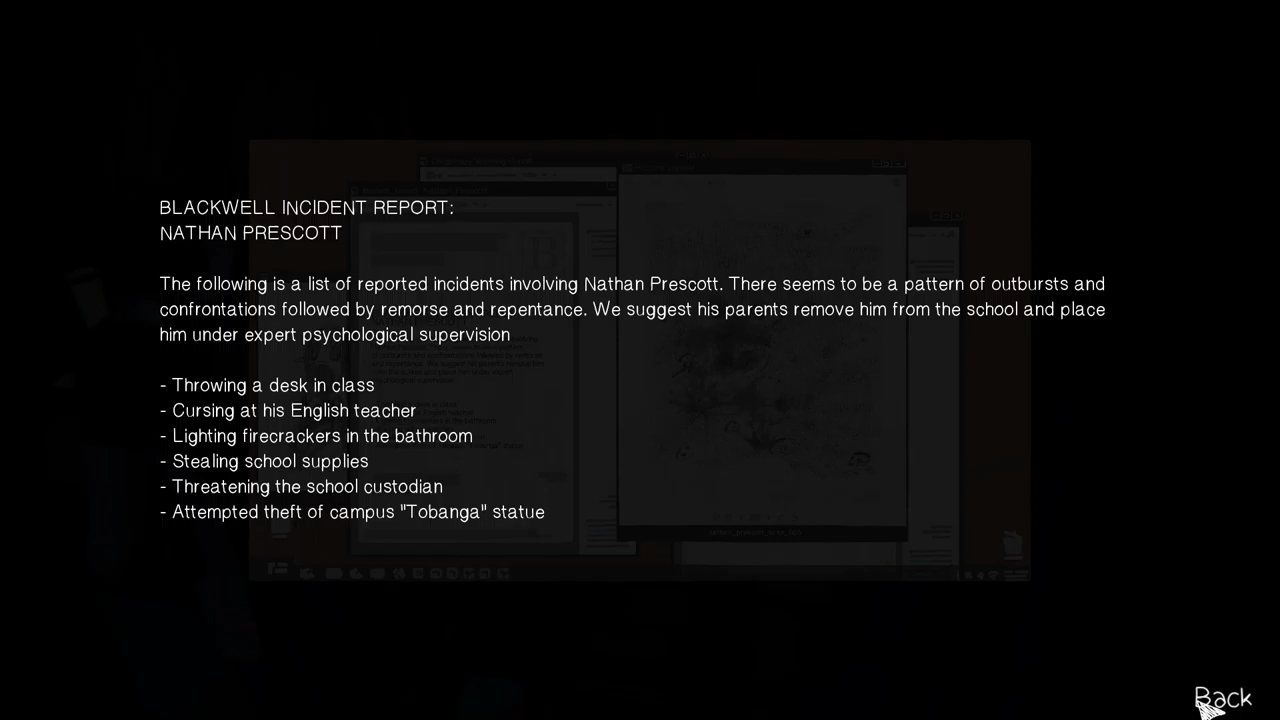 BLACKWELL INCIDENT REPORT:
NATHAN PRESCOTT
The following is a list of reported incidents involving Nathan Prescott. There seems to be a pattern of outbursts and
confrontations followed by remorse and repentance. We suggest his parents remove him from the school and place
him under expert psychological supervision
- Throwing a desk in class
- Cursing at his English teacher
- Lighting firecrackers in the bathroom
- Stealing school supplies
- Threatening the school custodian
- Attempted theft of campus "Tobanga" statue
Back